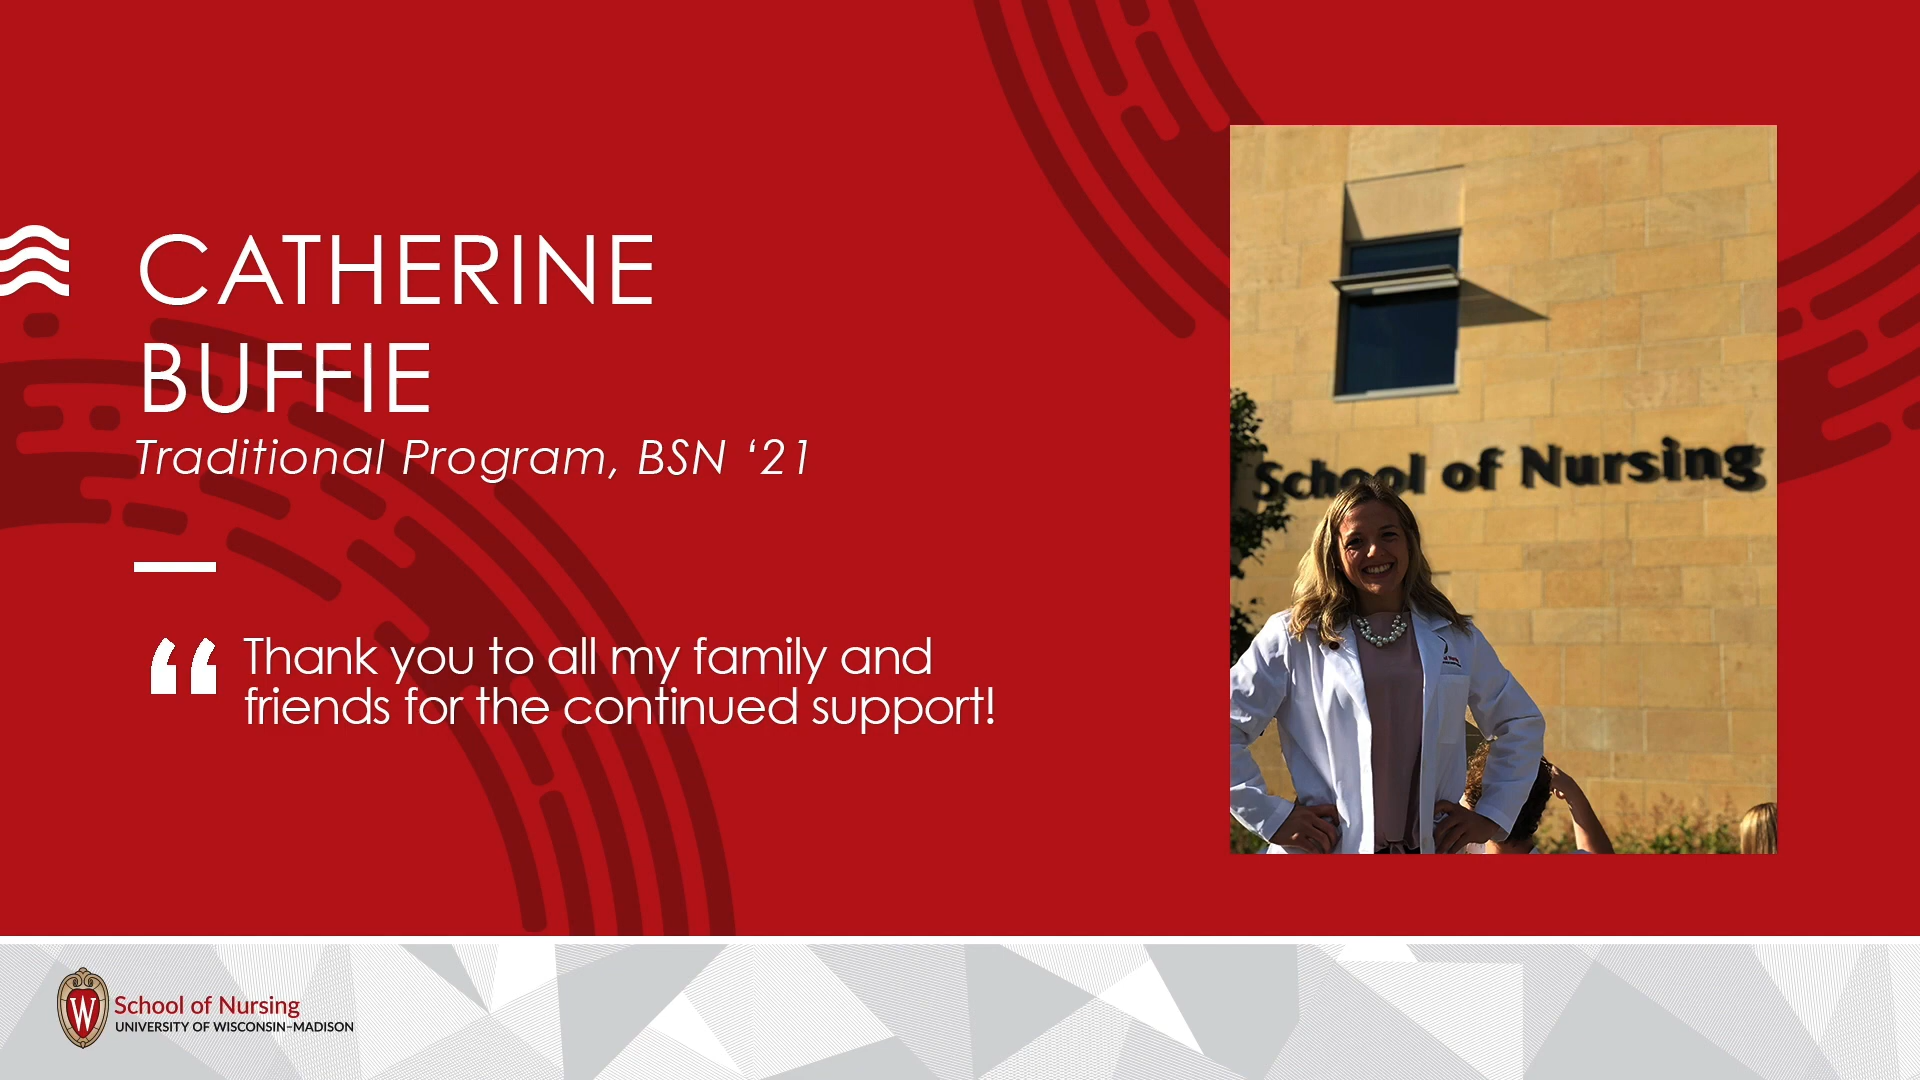 CATHERINE
BUFFIE
Traditional Program, BSN ‘21
“ Thank you to all my family and
friends for the continued support!
School of Nursing
W School of Nursing
UNIVERSITY OF WISCONSIN–MADISON